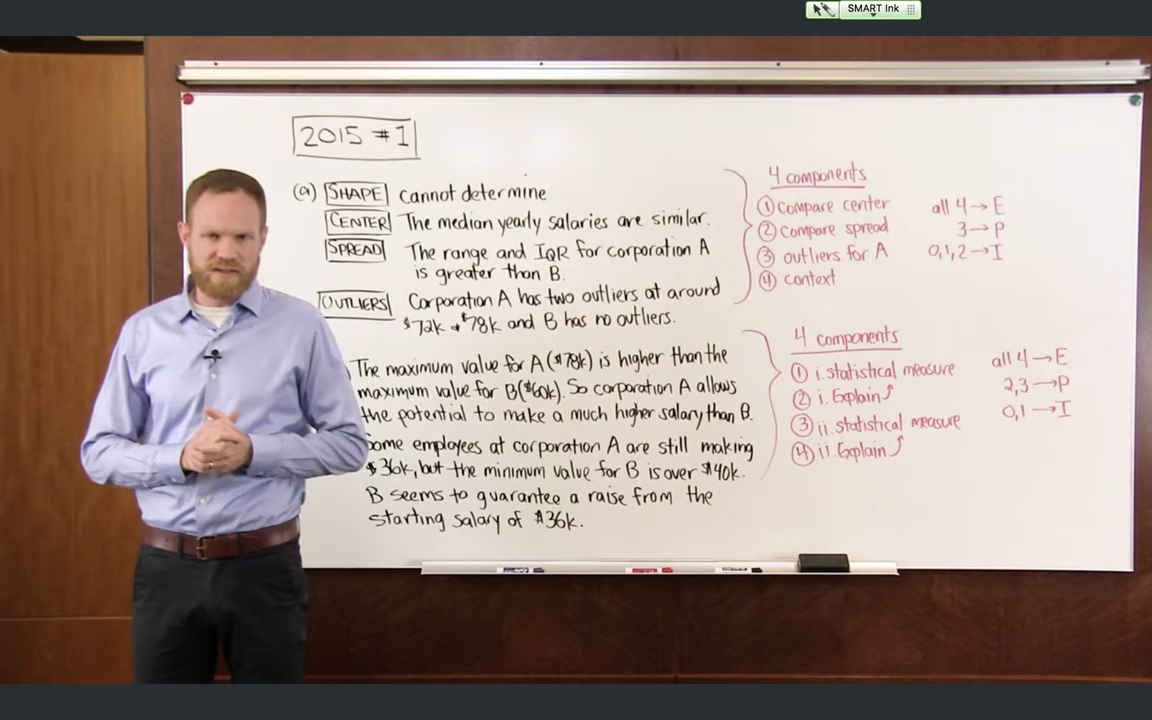 SMART Ink
2015 #1
(a) SHAPE cannot determine
CENTER The median yearly salaries are similar.
SPREAD The range and IQR for corporation A
is greater than B.
OUTLIERS Corporation A has two outliers at around
$72k & $78k and B has no outliers.
The maximum value for A ($78k) is higher than the
maximum value for B ($60k). So corporation A allows
the potential to make a much higher salary than B.
Some employees at corporation A are still making
$36k, but the minimum value for B is over $40k.
B seems to guarantee a raise from the
starting salary of $36k.
4 components
① Compare center
② compare spread
③ outliers for A
④ context
all 4 → E
3 → P
0,1,2 → I
4 components
① i. statistical measure
② i. Explain
③ ii. statistical measure
④ ii. Explain
all 4 → E
2,3 → P
0,1 → I